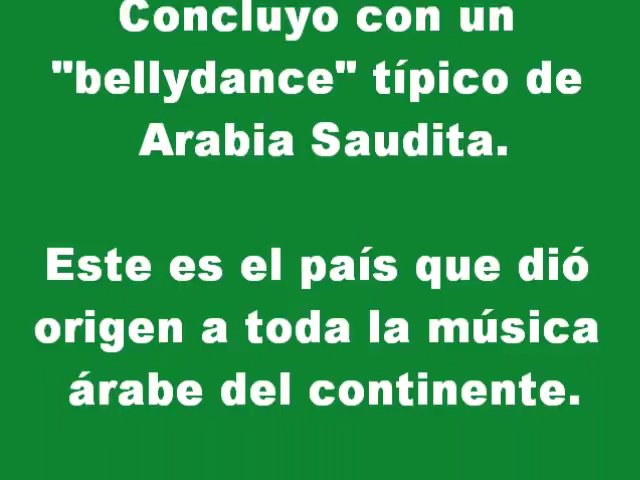 Concluyo con un
"bellydance" típico de
Arabia Saudita.
Este es el país que dió
origen a toda la música
árabe del continente.